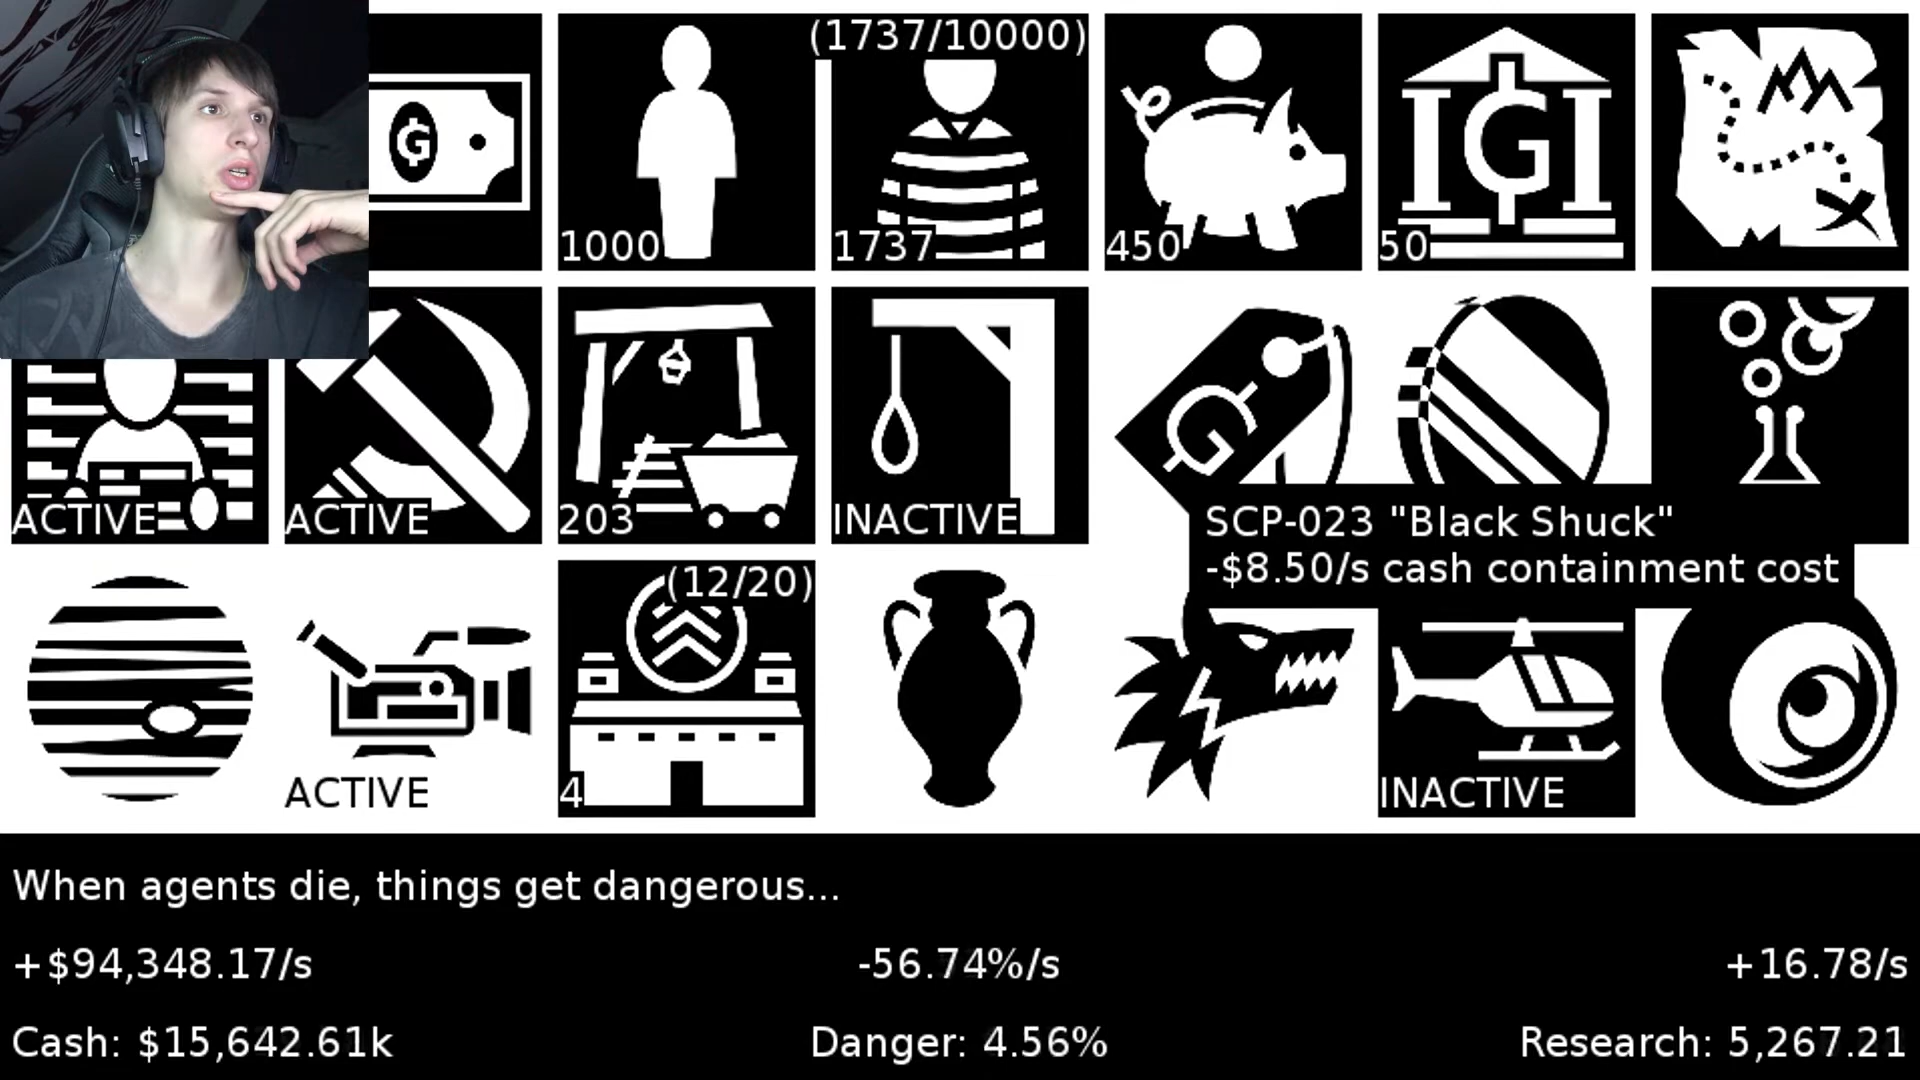 (1737/10000)
1000
1737
450
50
ACTIVE
ACTIVE
203
INACTIVE
SCP-023 "Black Shuck"
-$8.50/s cash containment cost
(12/20)
ACTIVE
4
INACTIVE
When agents die, things get dangerous...
+$94,348.17/s
-56.74%/s
+16.78/s
Cash: $15,642.61k
Danger: 4.56%
Research: 5,267.21